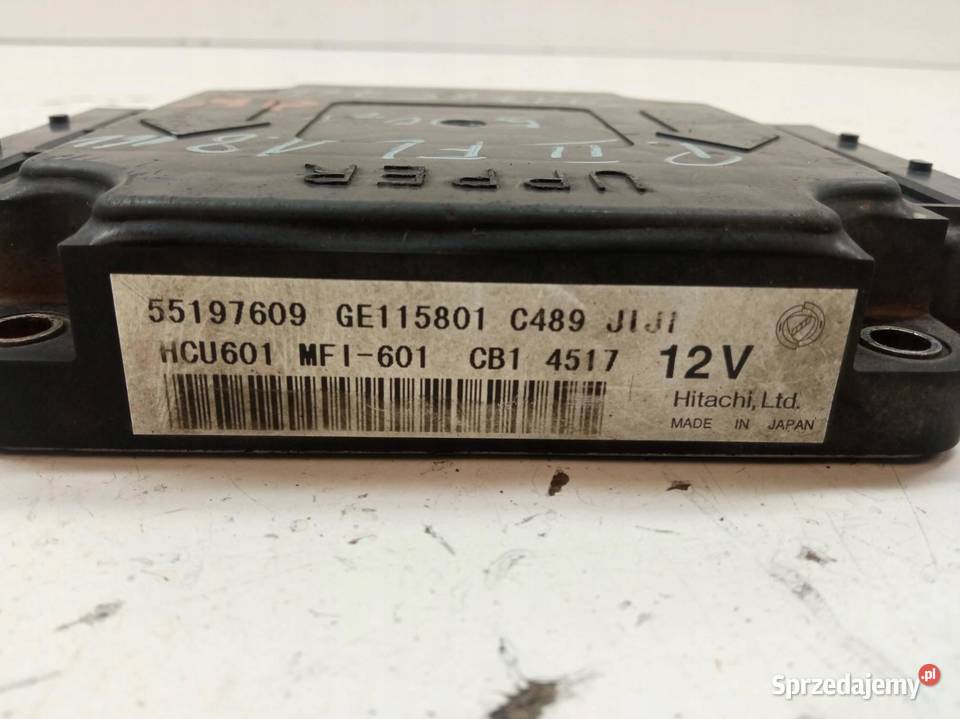 UPPER
55197609 GE115801 C489 JIJI
HCU601 MFI-601 CB1 4517 12V
Hitachi, Ltd.
MADE IN JAPAN
Sprzedajemy.pl